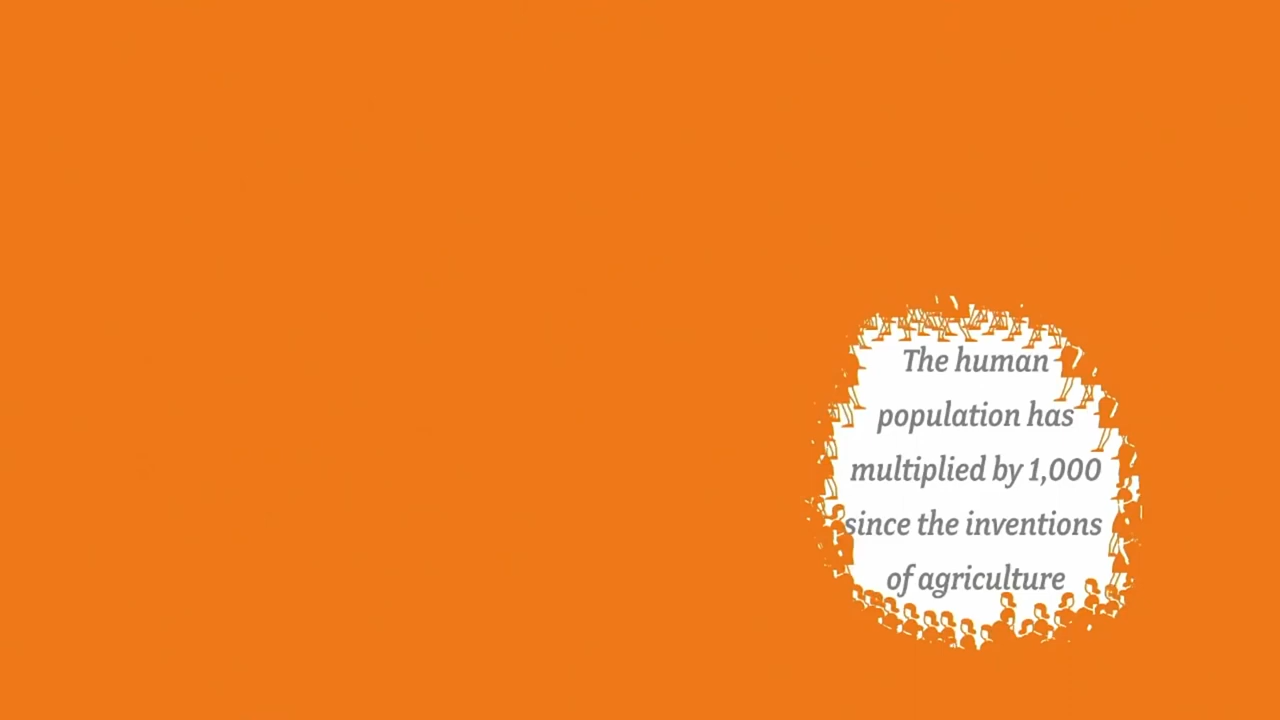 The human
population has
multiplied by 1,000
since the inventions
of agriculture